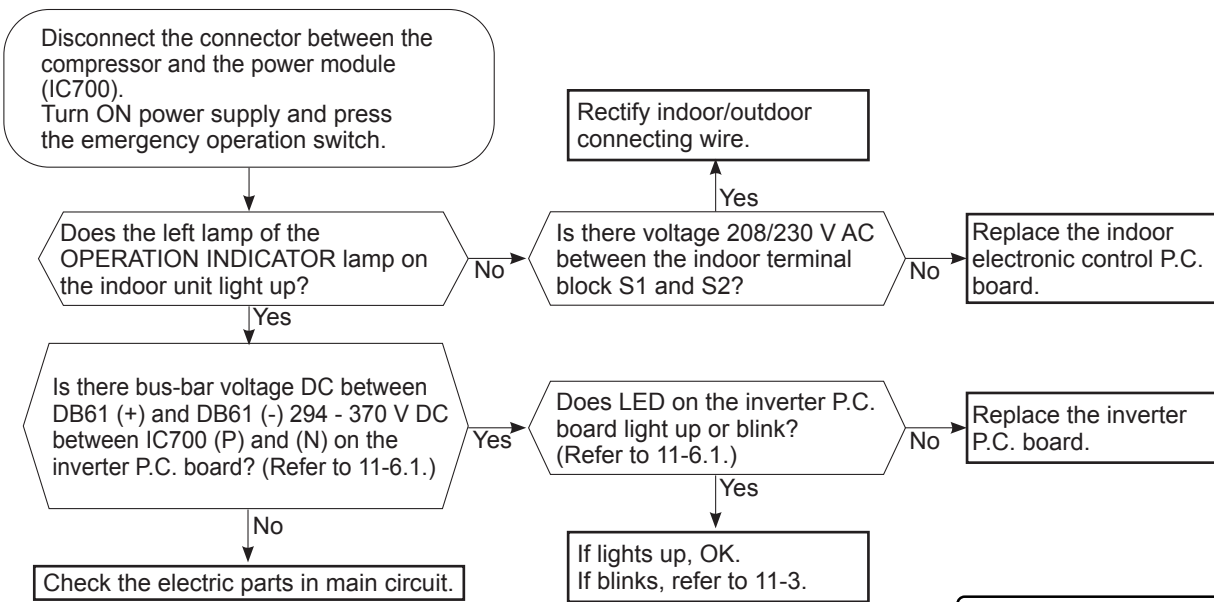 Disconnect the connector between the
compressor and the power module
(IC700).
Turn ON power supply and press
the emergency operation switch.
Rectify indoor/outdoor
connecting wire.
Yes
Does the left lamp of the
OPERATION INDICATOR lamp on
the indoor unit light up?
No
Is there voltage 208/230 V AC
between the indoor terminal
block S1 and S2?
No
Replace the indoor
electronic control P.C.
board.
Yes
Is there bus-bar voltage DC between
DB61 (+) and DB61 (-) 294 - 370 V DC
between IC700 (P) and (N) on the
inverter P.C. board? (Refer to 11-6.1.)
Yes
Does LED on the inverter P.C.
board light up or blink?
(Refer to 11-6.1.)
No
Replace the inverter
P.C. board.
Yes
No
If lights up, OK.
If blinks, refer to 11-3.
Check the electric parts in main circuit.